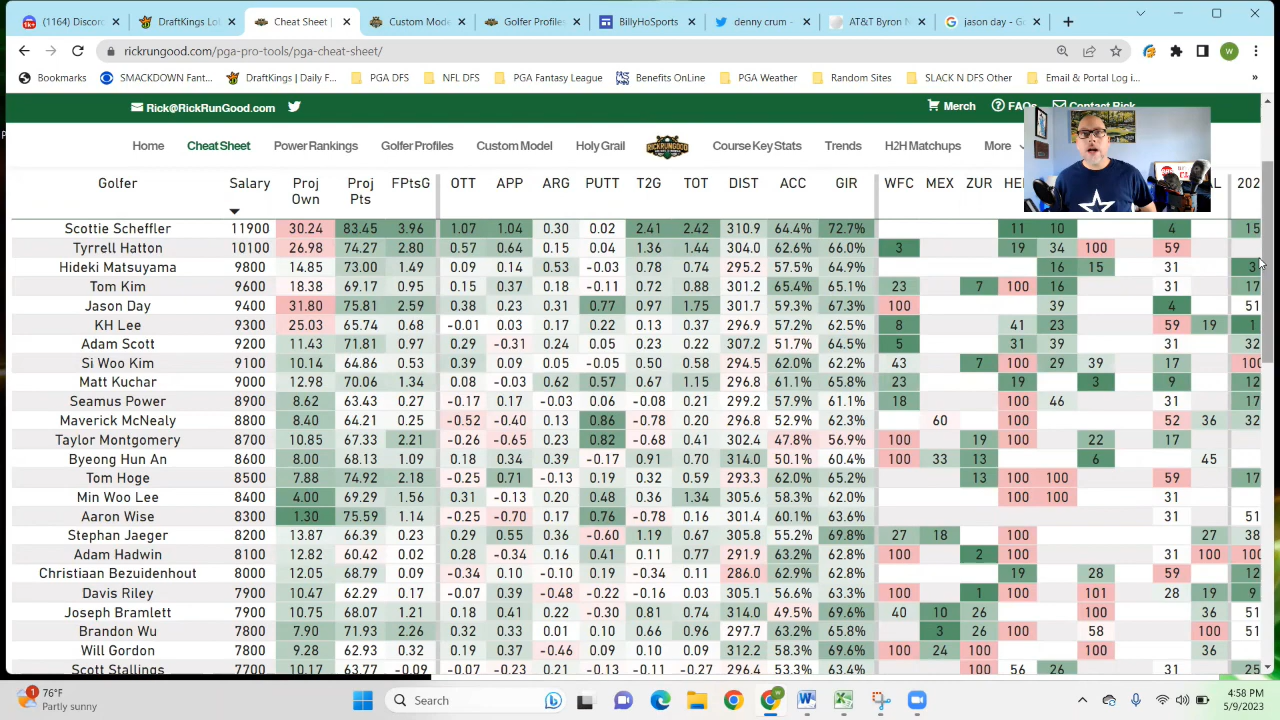 (1164) Discord
DraftKings Lo
Cheat Sheet |
Custom Mode
Golfer Profiles
BillyHoSports
denny crum -
AT&T Byron N
jason day - G
rickrungood.com/pga-pro-tools/pga-cheat-sheet/
W
Bookmarks
SMACKDOWN Fant...
DraftKings | Daily F...
PGA DFS
NFL DFS
PGA Fantasy League
Benefits OnLine
PGA Weather
Random Sites
SLACK N DFS Other
Email & Portal Log i...
Rick@RickRunGood.com
Merch
FAQs
Contact Rick
Home Cheat Sheet Power Rankings Golfer Profiles Custom Model Holy Grail RICKRUNGOOD Course Key Stats Trends H2H Matchups More
Golfer Salary Proj Own Proj Pts FPtsG OTT APP ARG PUTT T2G TOT DIST ACC GIR WFC MEX ZUR HE AL 202
Scottie Scheffler 11900 30.24 83.45 3.96 1.07 1.04 0.30 0.02 2.41 2.42 310.9 64.4% 72.7% 11 10 4 15
Tyrrell Hatton 10100 26.98 74.27 2.80 0.57 0.64 0.15 0.04 1.36 1.44 304.0 62.6% 66.0% 3 19 34 100 59
Hideki Matsuyama 9800 14.85 73.00 1.49 0.09 0.14 0.53 -0.03 0.78 0.74 295.2 57.5% 64.9% 16 15 31 3
Tom Kim 9600 18.38 69.17 0.95 0.15 0.37 0.18 -0.11 0.72 0.88 301.2 65.4% 65.1% 23 7 100 16 31 17
Jason Day 9400 31.80 75.81 2.59 0.38 0.23 0.31 0.77 0.97 1.75 301.4 59.3% 67.3% 100 39 4 51
KH Lee 9300 25.03 65.74 0.68 -0.01 0.03 0.17 0.22 0.13 0.37 296.9 57.2% 62.5% 8 41 23 59 19 1
Adam Scott 9200 11.43 71.81 0.97 0.29 -0.31 0.24 0.05 0.23 0.22 307.2 51.7% 64.5% 5 31 39 31 32
Si Woo Kim 9100 10.14 64.86 0.53 0.39 0.09 0.05 -0.05 0.50 0.58 294.5 62.0% 62.2% 43 7 100 29 39 17 100
Matt Kuchar 9000 12.98 70.06 1.34 0.08 -0.03 0.62 0.57 0.67 1.15 296.8 61.1% 65.8% 23 19 3 9 12
Seamus Power 8900 8.62 63.43 0.27 -0.17 0.17 -0.03 0.06 -0.08 0.21 299.2 57.9% 61.1% 18 46 31 17
Maverick McNealy 8800 8.40 64.21 0.25 -0.52 -0.40 0.13 0.86 -0.78 0.20 296.8 52.9% 62.3% 60 100 52 36 32
Taylor Montgomery 8700 10.85 67.33 2.21 -0.26 -0.65 0.23 0.82 -0.68 0.41 302.4 47.8% 56.9% 100 19 100 22 17
Byeong Hun An 8600 8.00 68.13 1.09 0.18 0.34 0.39 -0.17 0.91 0.70 314.0 50.1% 60.4% 100 33 13 6 45
Tom Hoge 8500 7.88 74.92 2.18 -0.25 0.71 -0.13 0.19 0.32 0.59 293.3 62.0% 65.2% 13 100 100 59 17
Min Woo Lee 8400 4.00 69.29 1.56 0.31 -0.13 0.20 0.48 0.36 1.34 305.6 58.3% 62.0% 100 100 31
Aaron Wise 8300 1.30 75.59 1.14 -0.25 -0.70 0.17 0.76 -0.78 0.16 301.4 60.1% 63.6% 31 51
Stephan Jaeger 8200 13.87 66.39 0.23 0.29 0.55 0.36 -0.60 1.19 0.67 305.8 55.2% 69.8% 27 18 100 27 38
Adam Hadwin 8100 12.82 60.42 0.02 0.28 -0.34 0.16 0.41 0.11 0.77 291.9 63.2% 62.8% 100 2 100 31 100 100
Christiaan Bezuidenhout 8000 12.05 68.79 0.09 -0.34 0.10 -0.10 0.19 -0.34 0.11 286.0 62.9% 62.8% 19 28 59 12
Davis Riley 7900 10.47 62.29 0.17 -0.07 0.39 -0.48 -0.22 -0.16 0.03 305.1 56.6% 63.3% 100 1 100 101 28 19 9
Joseph Bramlett 7900 10.75 68.07 1.21 0.18 0.41 0.22 -0.30 0.81 0.74 314.0 49.5% 69.6% 40 10 26 100 36 51
Brandon Wu 7800 7.90 71.93 2.26 0.32 0.33 0.01 0.10 0.66 0.96 297.7 63.2% 65.8% 3 26 100 58 100 51
Will Gordon 7800 9.28 62.93 0.32 0.19 0.37 -0.46 0.09 0.10 0.09 312.2 58.3% 69.6% 100 24 100 100 36
Scott Stallings 7700 10.17 63.77 -0.09 -0.07 -0.23 0.21 -0.13 -0.11 -0.27 296.4 53.3% 63.4% 100 56 26 31 25
76°F
Partly sunny
Search
4:58 PM
5/9/2023